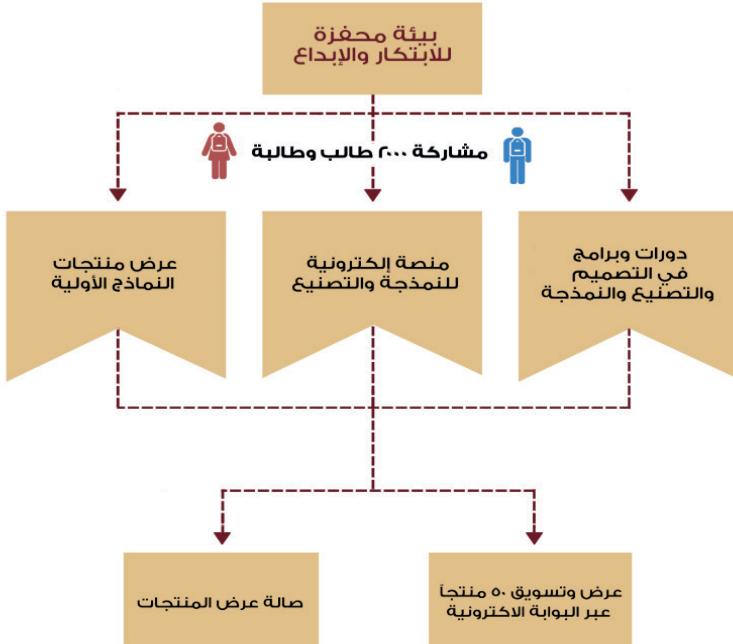 بيئة محفزة
للابتكار والإبداع
مشاركة ٢٠٠٠ طالب وطالبة
دورات وبرامج
في التصميم
والتصنيع والنمذجة
منصة إلكترونية
للنمذجة والتصنيع
عرض منتجات
النماذج الأولية
عرض وتسويق ٥٠ منتجاً
عبر البوابة الاكترونية
صالة عرض المنتجات